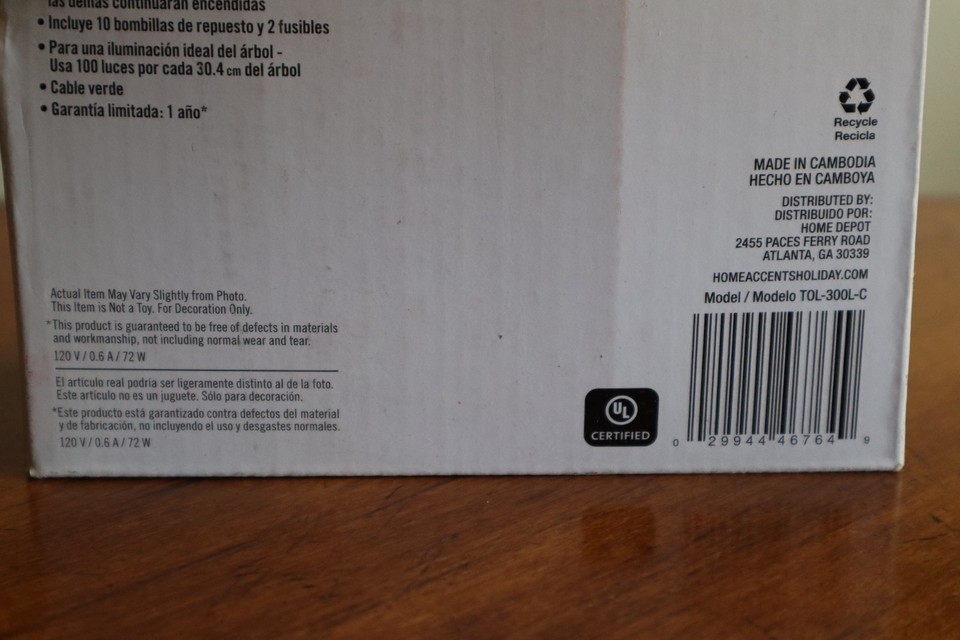 las demás continuarán encendidas
• Incluye 10 bombillas de repuesto y 2 fusibles
• Para una iluminación ideal del árbol -
Usa 100 luces por cada 30.4 cm del árbol
• Cable verde
• Garantía limitada: 1 año*
Recycle
Recicla
MADE IN CAMBODIA
HECHO EN CAMBOYA
DISTRIBUTED BY:
DISTRIBUIDO POR:
HOME DEPOT
2455 PACES FERRY ROAD
ATLANTA, GA 30339
HOMEACCENTSHOLIDAY.COM
Model / Modelo TOL-300L-C
Actual Item May Vary Slightly from Photo.
This Item is Not a Toy. For Decoration Only.
*This product is guaranteed to be free of defects in materials
and workmanship, not including normal wear and tear.
120 V / 0.6 A / 72 W
El artículo real podría ser ligeramente distinto al de la foto.
Este artículo no es un juguete. Sólo para decoración.
*Este producto está garantizado contra defectos del material
y de fabricación, no incluyendo el uso y desgastes normales.
120 V / 0.6 A / 72 W
UL
CERTIFIED
0 29944 46764 9